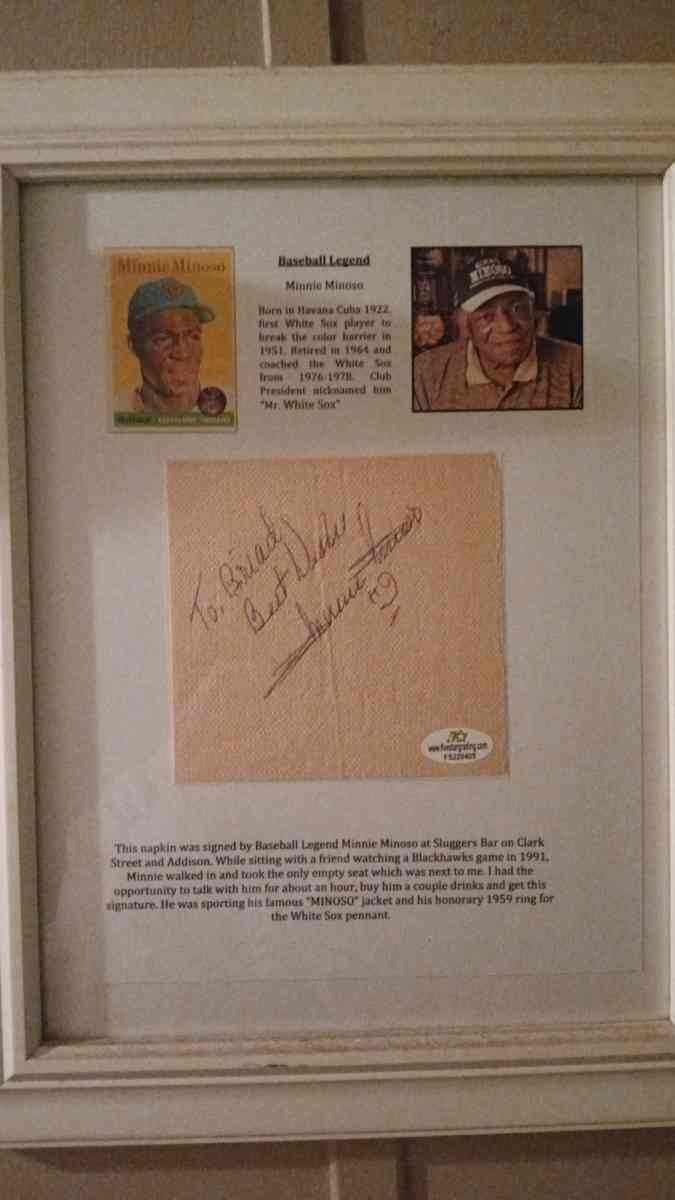 Minnie Minoso
Baseball Legend
Minnie Minoso
Born in Havana Cuba 1922,
first White Sox player to
break the color barrier in
1951. Retired in 1964 and
coached the White Sox
from 1976-1978. Club
President nicknamed him
"Mr. White Sox"
MINOSO
To, Briad
Best Wishes
Minnie Minoso
#9
www.fivestargrading.com
This napkin was signed by Baseball Legend Minnie Minoso at Sluggers Bar on Clark
Street and Addison. While sitting with a friend watching a Blackhawks game in 1991,
Minnie walked in and took the only empty seat which was next to me. I had the
opportunity to talk with him for about an hour, buy him a couple drinks and get this
signature. He was sporting his famous "MINOSO" jacket and his honorary 1959 ring for
the White Sox pennant.